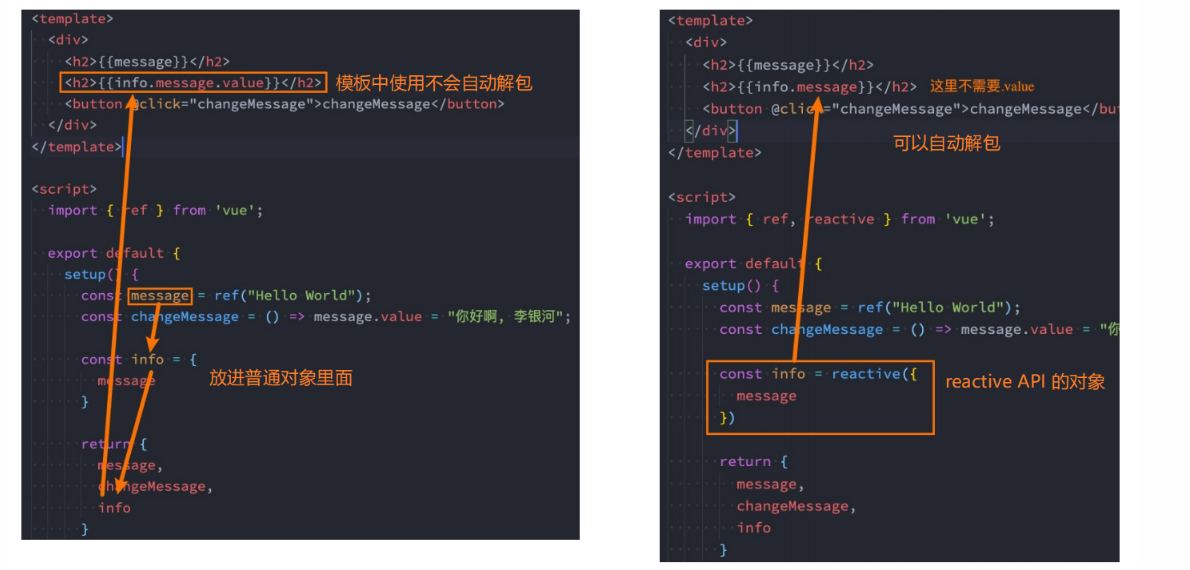 <template>
<div>
<h2>{{message}}</h2>
<h2>{{info.message.value}}</h2> 模板中使用不会自动解包
<button @click="changeMessage">changeMessage</button>
</div>
</template>
<script>
import { ref } from 'vue';
export default {
setup() {
const message = ref("Hello World");
const changeMessage = () => message.value = "你好啊, 李银河";
const info = {
message
放进普通对象里面
}
return {
message,
changeMessage,
info
}
<template>
<div>
<h2>{{message}}</h2>
<h2>{{info.message}}</h2> 这里不需要.value
<button @click="changeMessage">changeMessage</bu
</div>
可以自动解包
</template>
<script>
import { ref, reactive } from 'vue';
export default {
setup() {
const message = ref("Hello World");
const changeMessage = () => message.value = "你
const info = reactive({
reactive API 的对象
message
})
return {
message,
changeMessage,
info
}